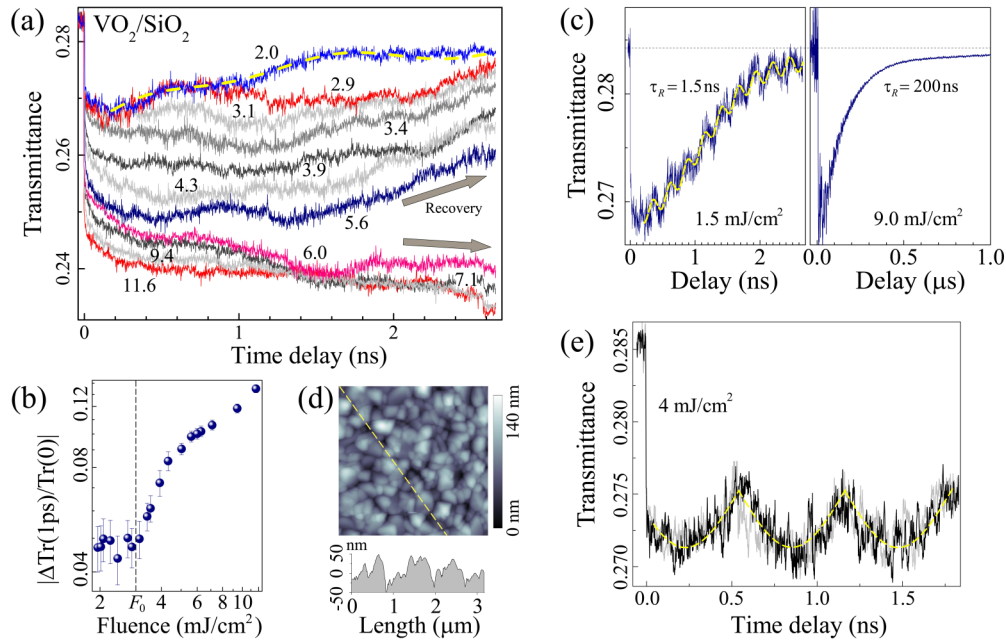 (a)
VO₂/SiO₂
Transmittance
0.28
0.26
0.24
2.0
2.9
3.1
3.4
3.9
4.3
5.6
Recovery
6.0
9.4
7.1
11.6
0 1 2
Time delay (ns)
(b)
|ΔTr(1ps)/Tr(0)|
0.12
0.08
0.04
2 F₀ 4 6 8 10
Fluence (mJ/cm²)
(c)
Transmittance
0.28
0.27
τR = 1.5 ns
1.5 mJ/cm²
0 1 2
Delay (ns)
τR = 200 ns
9.0 mJ/cm²
0.0 0.5 1.0
Delay (μs)
(d)
140 nm
0 nm
nm
50
0
-50
0 1 2 3
Length (μm)
(e)
Transmittance
0.285
0.280
0.275
0.270
4 mJ/cm²
0.0 0.5 1.0 1.5
Time delay (ns)